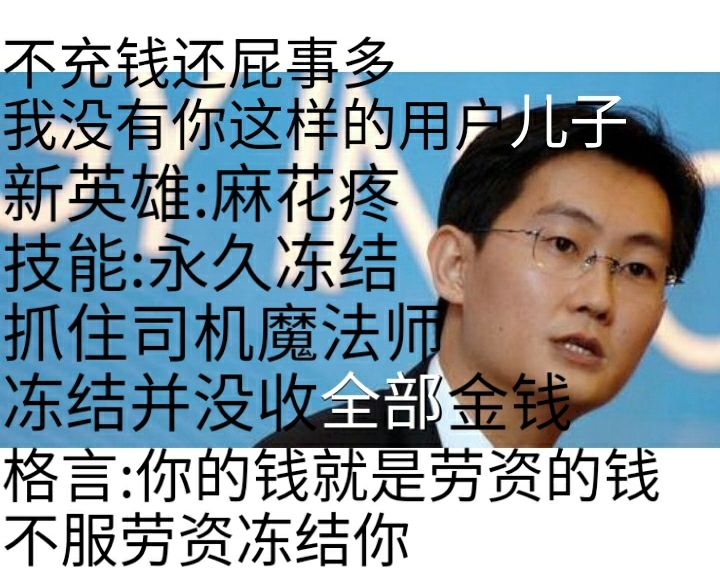 不充钱还屁事多
我没有你这样的用户儿子
新英雄:麻花疼
技能:永久冻结
抓住司机魔法师
冻结并没收全部金钱
格言:你的钱就是劳资的钱
不服劳资冻结你